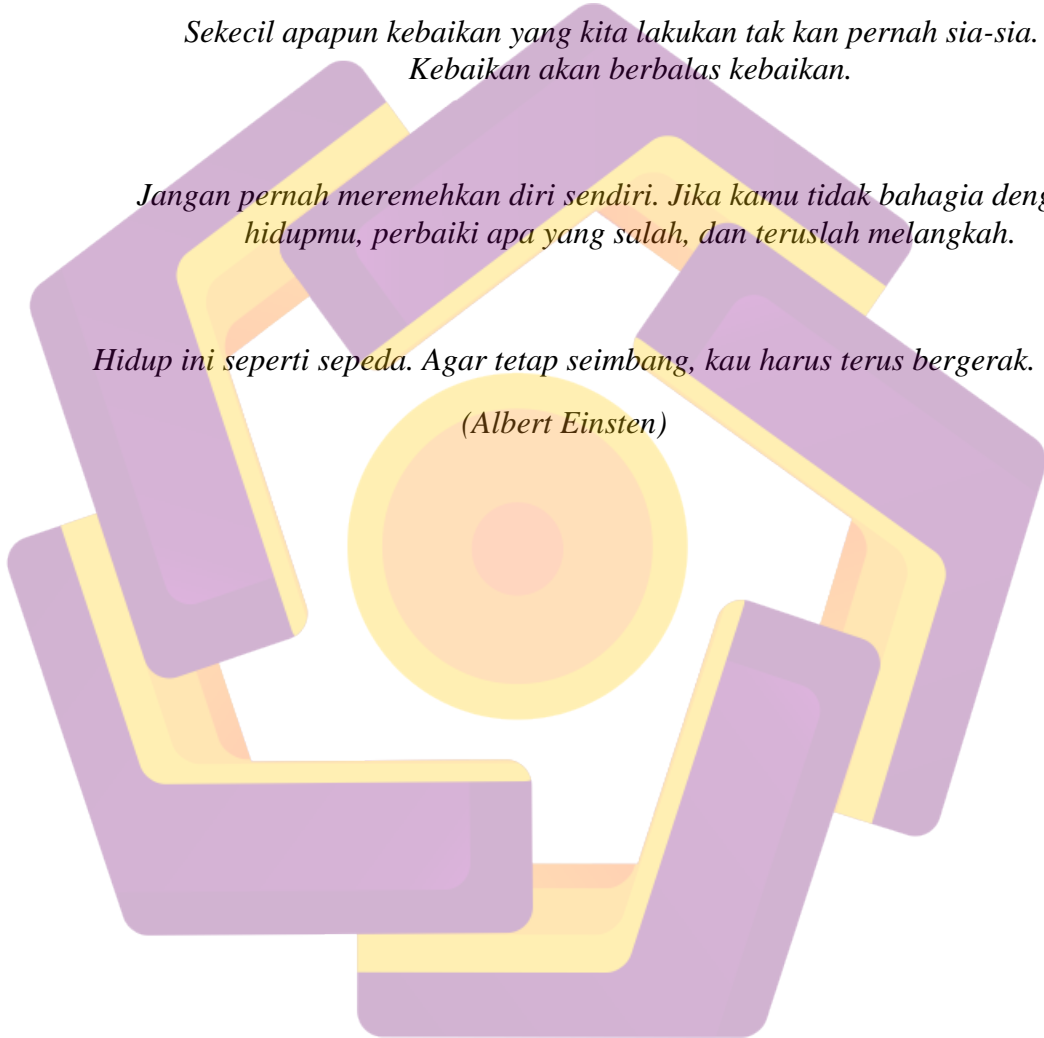 Sekecil apapun kebaikan yang kita lakukan tak kan pernah sia-sia.
Kebaikan akan berbalas kebaikan.
Jangan pernah meremehkan diri sendiri. Jika kamu tidak bahagia
hidupmu, perbaiki apa yang salah, dan teruslah melangkah.
Hidup ini seperti sepeda. Agar tetap seimbang, kau harus terus bergerak.
(Albert Einsten)